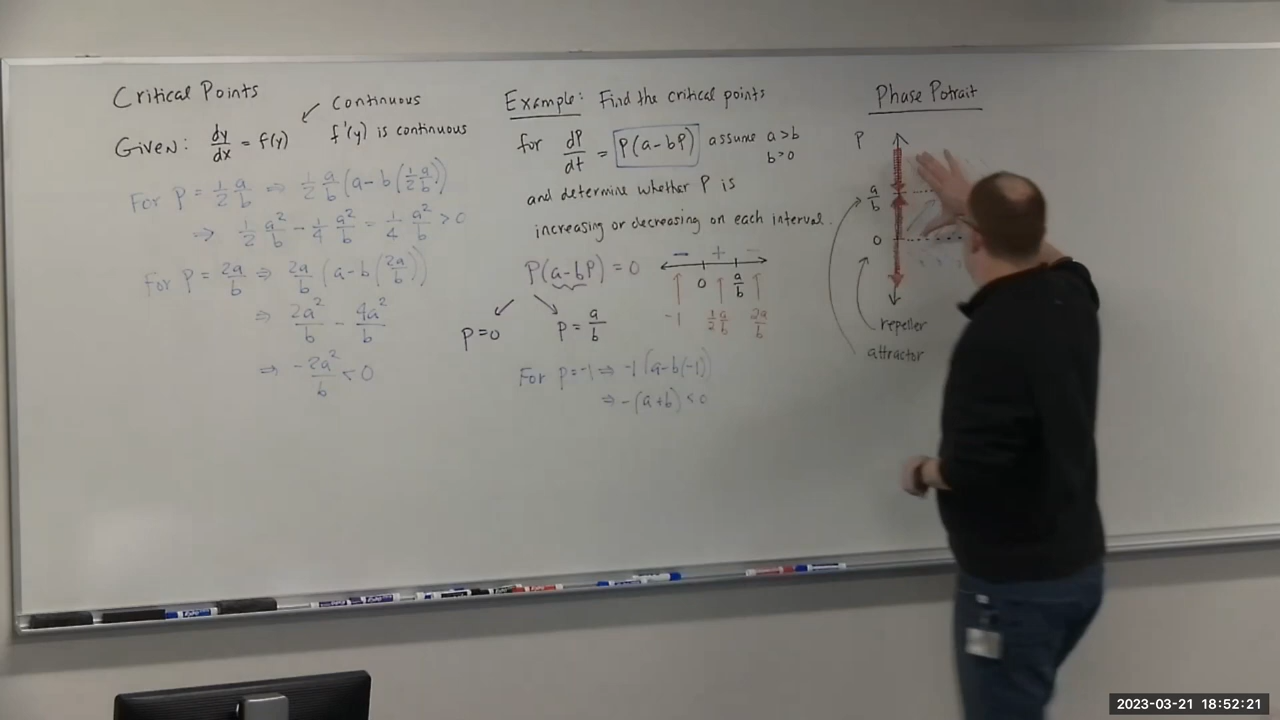 Critical Points
Given: dy/dx = f(y)
Continuous
f'(y) is continuous
For P = 1/2 a/b ⇒ 1/2 a/b (a - b(1/2 a/b))
⇒ 1/2 a²/b - 1/4 a²/b = 1/4 a²/b > 0
For P = 2a/b ⇒ 2a/b (a - b(2a/b))
⇒ 2a²/b - 4a²/b
⇒ -2a²/b < 0
Example: Find the critical points
for dP/dt = P(a-bP) assume a>b
b>0
and determine whether P is
increasing or decreasing on each interval.
P(a-bP) = 0
P=0
P = a/b
- + -
0 a/b
-1 1/2 a/b 2a/b
For P=-1 ⇒ -1(a-b(-1))
⇒ -(a+b) < 0
Phase Potrait
P
a/b
0
repeller
attractor
2023-03-21 18:52:21